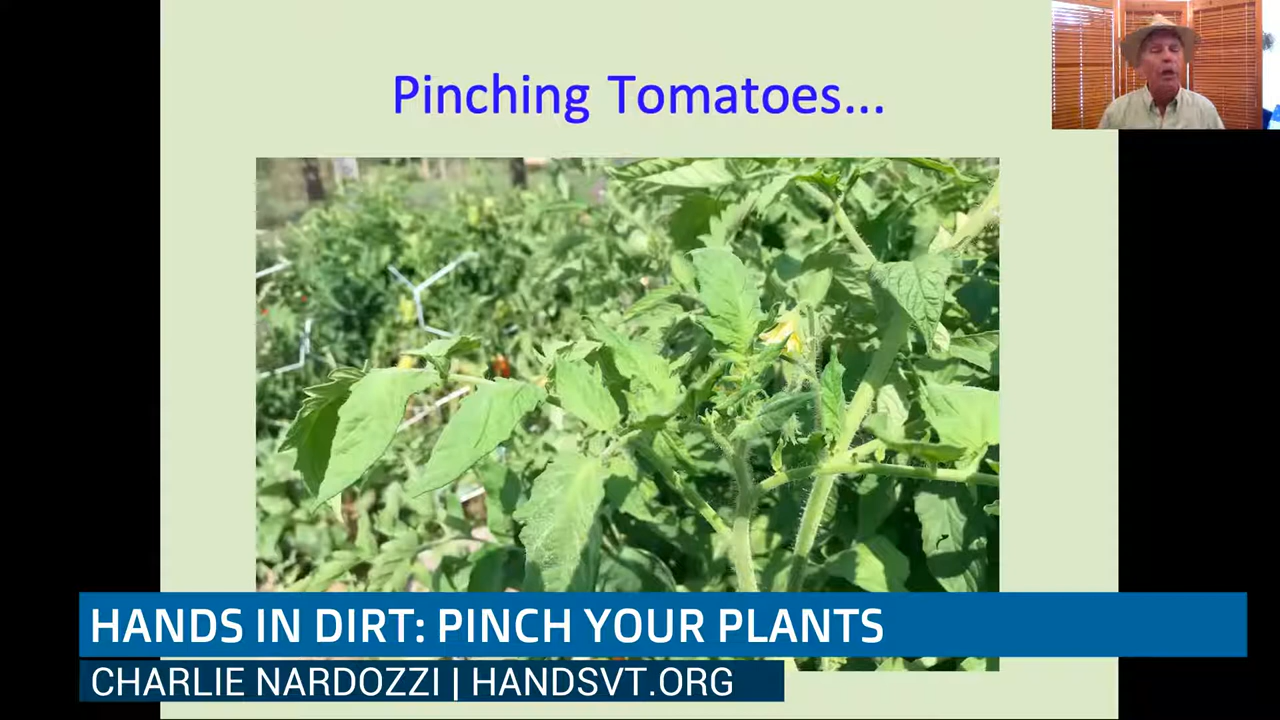 Pinching Tomatoes...
HANDS IN DIRT: PINCH YOUR PLANTS
CHARLIE NARDOZZI | HANDSVT.ORG